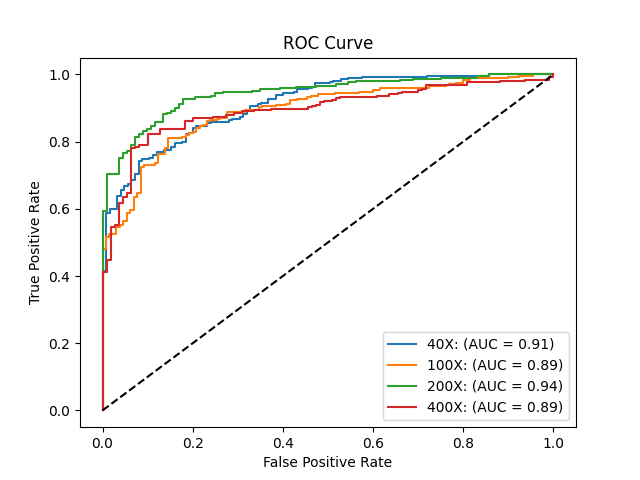 ROC Curve
True Positive Rate
1.0
0.8
0.6
0.4
0.2
0.0
0.0 0.2 0.4 0.6 0.8 1.0
False Positive Rate
40X: (AUC = 0.91)
100X: (AUC = 0.89)
200X: (AUC = 0.94)
400X: (AUC = 0.89)